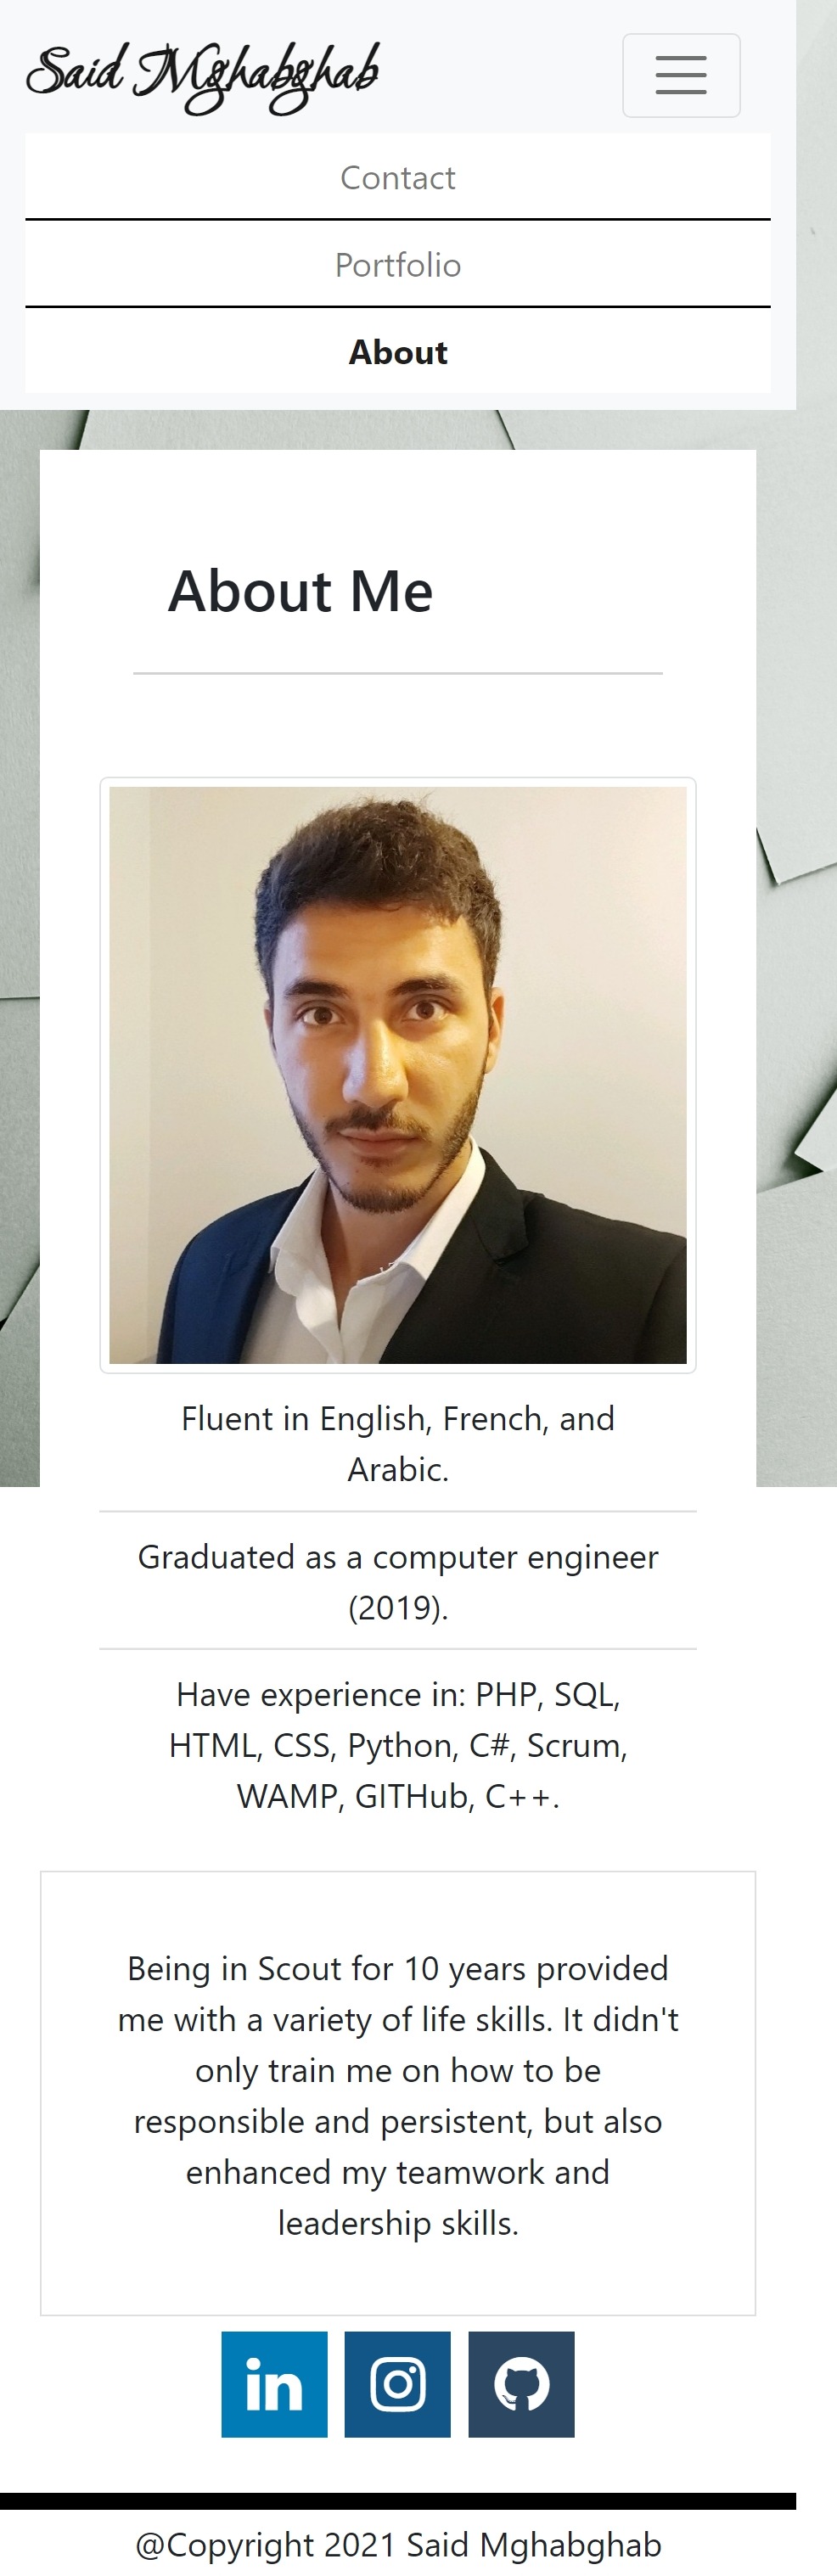 Said Mghabghab
Contact
Portfolio
About
About Me
Fluent in English, French, and
Arabic.
Graduated as a computer engineer
(2019).
Have experience in: PHP, SQL,
HTML, CSS, Python, C#, Scrum,
WAMP, GITHub, C++.
Being in Scout for 10 years provided
me with a variety of life skills. It didn't
only train me on how to be
responsible and persistent, but also
enhanced my teamwork and
leadership skills.
in
@Copyright 2021 Said Mghabghab